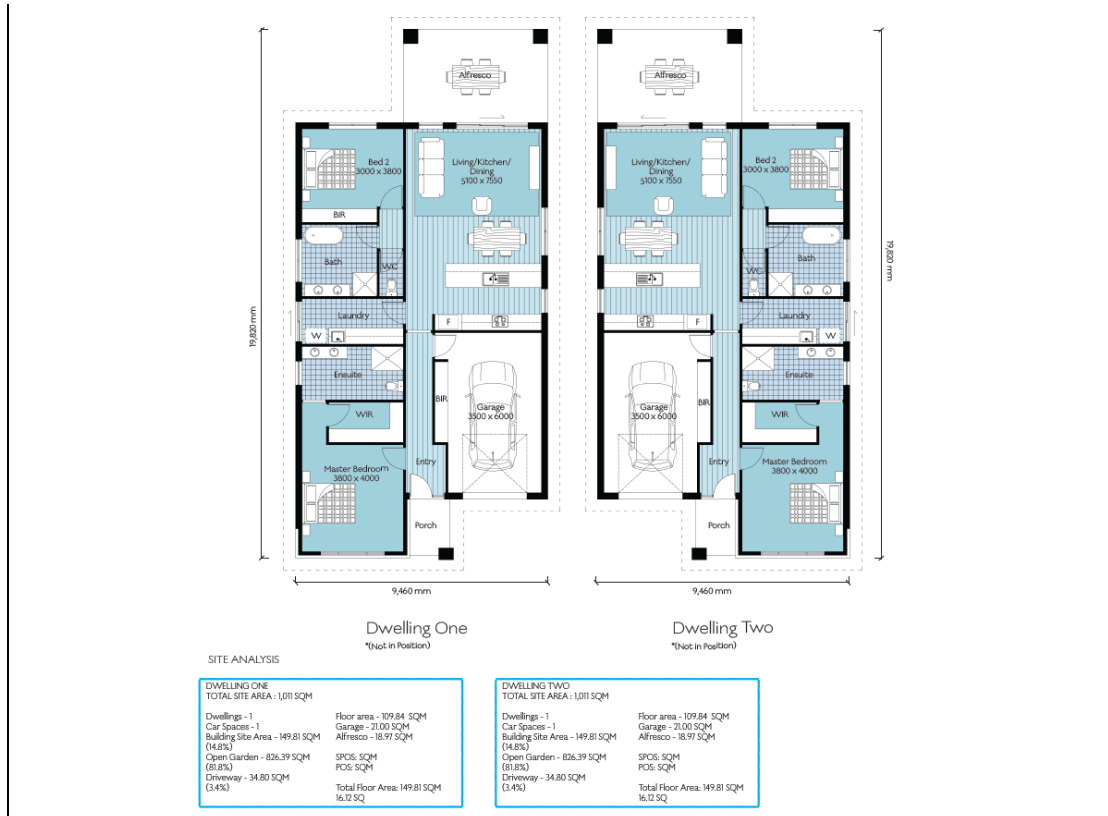 Alfresco
Alfresco
Bed 2
3000 x 3800
Living/Kitchen/
Dining
5100 x 7550
Living/Kitchen/
Dining
5100 x 7550
Bed 2
3000 x 3800
BIR
Bath
WC
WC
Bath
19,820 mm
19,820 mm
Laundry
Laundry
F
F
W
W
Ensuite
Ensuite
BIR
BIR
Garage
3500 x 6000
Garage
3500 x 6000
WIR
WIR
Master Bedroom
3800 x 4000
Entry
Entry
Master Bedroom
3800 x 4000
Porch
Porch
9,460 mm
9,460 mm
Dwelling One
*(Not in Position)
Dwelling Two
*(Not in Position)
SITE ANALYSIS
DWELLING ONE
TOTAL SITE AREA : 1,011 SQM
Dwellings - 1
Car Spaces - 1
Building Site Area - 149.81 SQM
(14.8%)
Open Garden - 826.39 SQM
(81.8%)
Driveway - 34.80 SQM
(3.4%)
Floor area - 109.84 SQM
Garage - 21.00 SQM
Alfresco - 18.97 SQM
SPOS: SQM
POS: SQM
Total Floor Area: 149.81 SQM
16.12 SQ
DWELLING TWO
TOTAL SITE AREA : 1,011 SQM
Dwellings - 1
Car Spaces - 1
Building Site Area - 149.81 SQM
(14.8%)
Open Garden - 826.39 SQM
(81.8%)
Driveway - 34.80 SQM
(3.4%)
Floor area - 109.84 SQM
Garage - 21.00 SQM
Alfresco - 18.97 SQM
SPOS: SQM
POS: SQM
Total Floor Area: 149.81 SQM
16.12 SQ